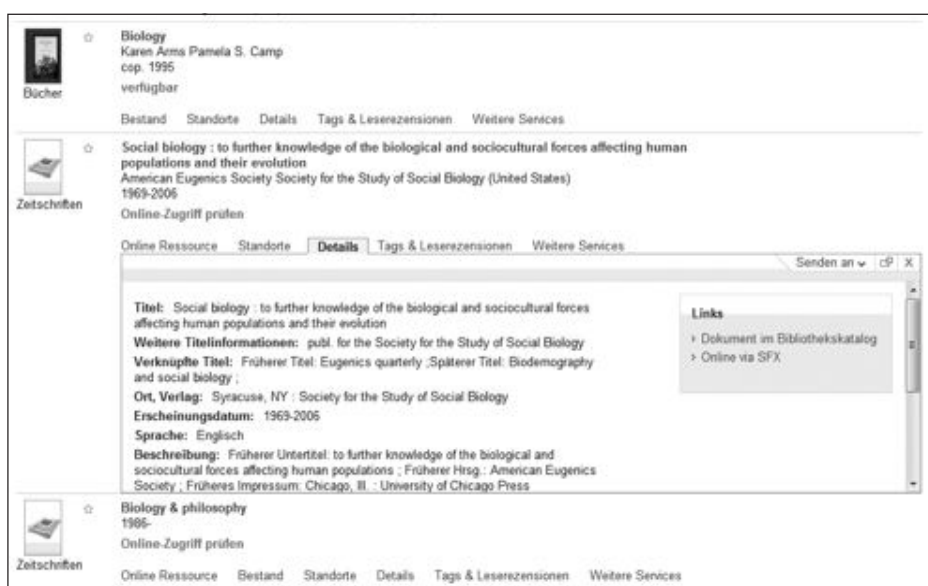 Biology
Karen Arms Pamela S. Camp
cop. 1995
Bücher
verfügbar
Bestand Standorte Details Tags & Leserezensionen Weitere Services
Social biology : to further knowledge of the biological and sociocultural forces affecting human
populations and their evolution
American Eugenics Society Society for the Study of Social Biology (United States)
1969-2006
Zeitschriften
Online-Zugriff prüfen
Online Ressource Standorte Details Tags & Leserezensionen Weitere Services
Senden an X
Titel: Social biology : to further knowledge of the biological and sociocultural forces
affecting human populations and their evolution
Weitere Titelinformationen: publ. for the Society for the Study of Social Biology
Verknüpfte Titel: Früherer Titel: Eugenics quarterly ;Späterer Titel: Biodemography
and social biology ;
Ort, Verlag: Syracuse, NY : Society for the Study of Social Biology
Erscheinungsdatum: 1969-2006
Sprache: Englisch
Beschreibung: Früherer Untertitel: to further knowledge of the biological and
sociocultural forces affecting human populations ; Früherer Hrsg.: American Eugenics
Society ; Früheres Impressum: Chicago, Ill. : University of Chicago Press
Links
Dokument im Bibliothekskatalog
Online via SFX
Biology & philosophy
1986-
Online-Zugriff prüfen
Zeitschriften
Online Ressource Bestand Standorte Details Tags & Leserezensionen Weitere Services